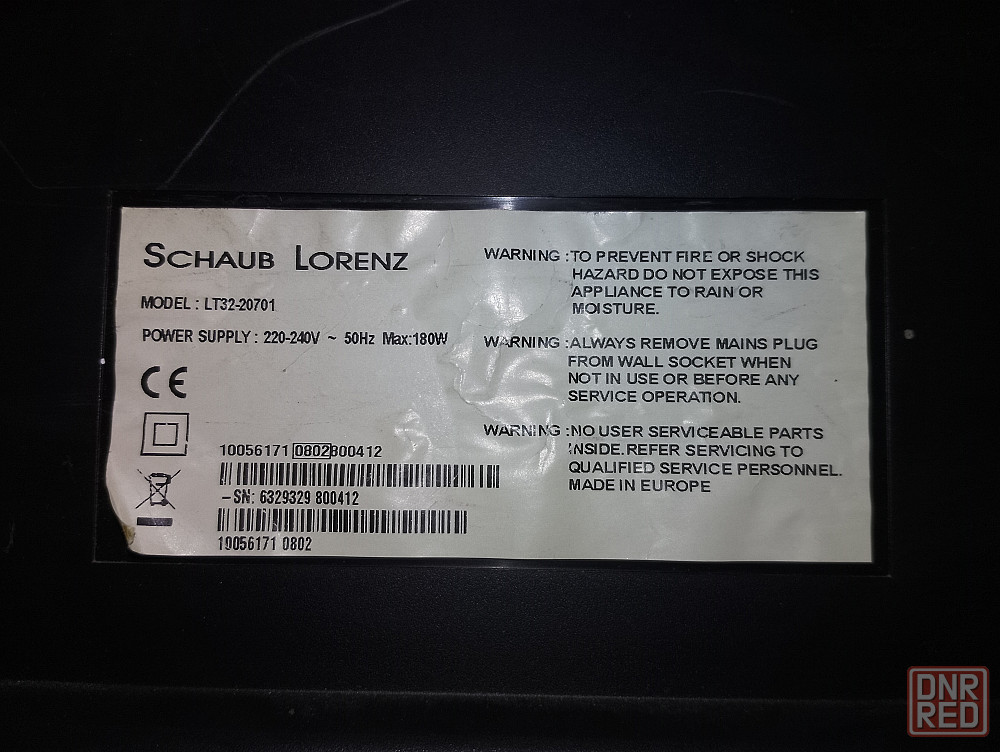 SCHAUB LORENZ
MODEL : LT32-20701
POWER SUPPLY : 220-240V ~ 50Hz Max:180W
CE
10056171 0802 800412
-SN: 6329329 800412
10056171 0802
WARNING :TO PREVENT FIRE OR SHOCK
HAZARD DO NOT EXPOSE THIS
APPLIANCE TO RAIN OR
MOISTURE.
WARNING :ALWAYS REMOVE MAINS PLUG
FROM WALL SOCKET WHEN
NOT IN USE OR BEFORE ANY
SERVICE OPERATION.
WARNING :NO USER SERVICEABLE PARTS
INSIDE.REFER SERVICING TO
QUALIFIED SERVICE PERSONNEL.
MADE IN EUROPE
DNR
RED